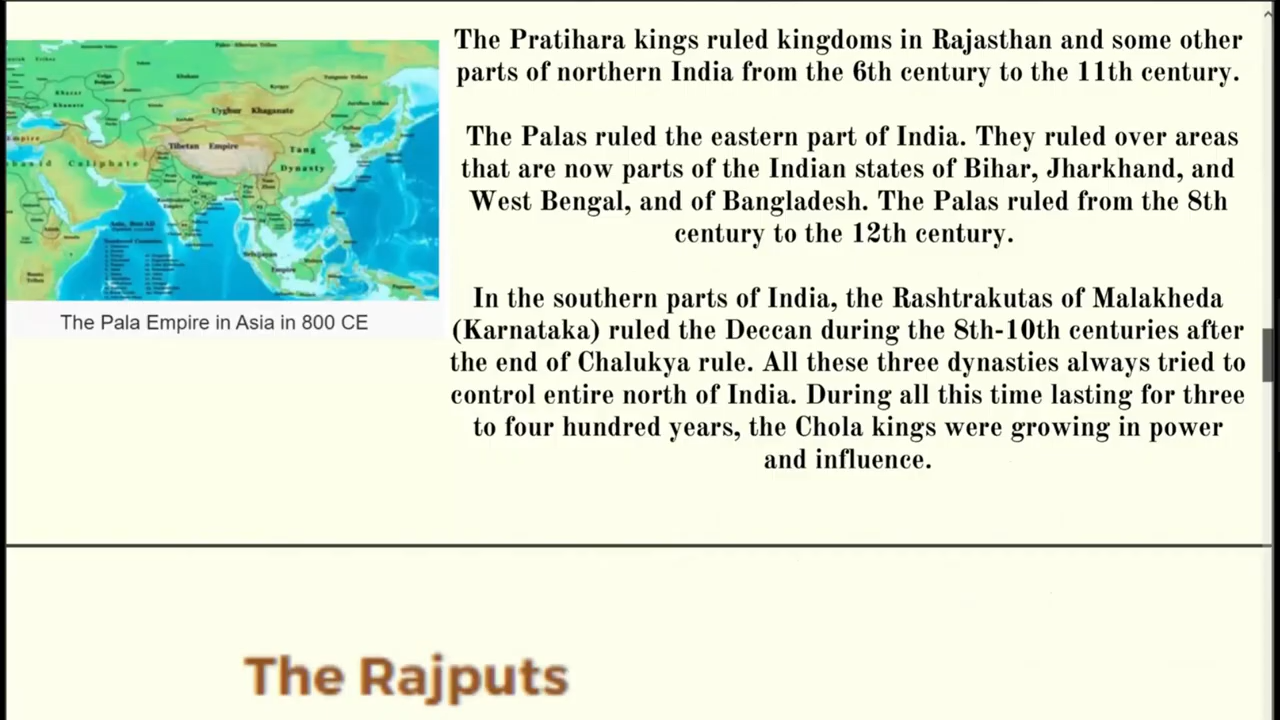 The Pratihara kings ruled kingdoms in Rajasthan and some other
parts of northern India from the 6th century to the 11th century.
The Palas ruled the eastern part of India. They ruled over areas
that are now parts of the Indian states of Bihar, Jharkhand, and
West Bengal, and of Bangladesh. The Palas ruled from the 8th
century to the 12th century.
In the southern parts of India, the Rashtrakutas of Malakheda
(Karnataka) ruled the Deccan during the 8th-10th centuries after
the end of Chalukya rule. All these three dynasties always tried to
control entire north of India. During all this time lasting for three
to four hundred years, the Chola kings were growing in power
and influence.
Uyghur Khaganate
Tibetan Empire
Tang
Dynasty
Caliphate
Empire
The Pala Empire in Asia in 800 CE
The Rajputs